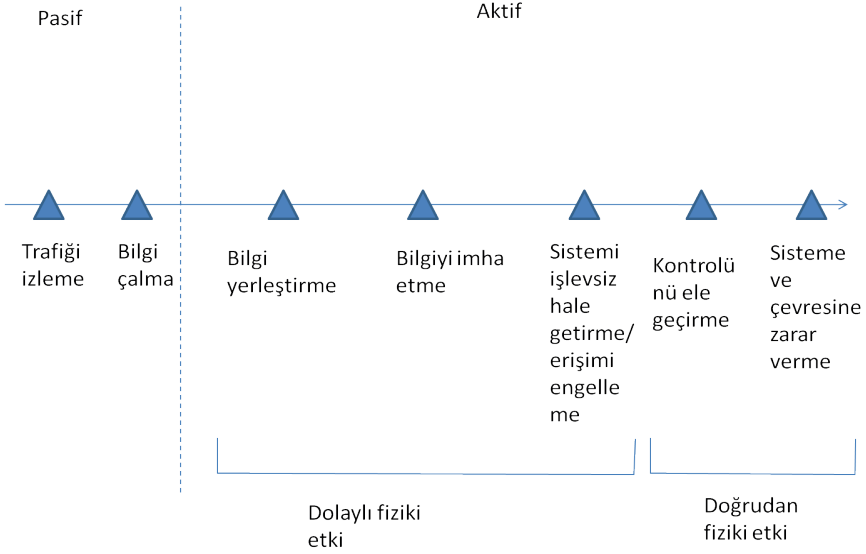 Pasif
Aktif
Trafiği
izleme
Bilgi
çalma
Bilgi
yerleştirme
Bilgiyi imha
etme
Sistemi
işlevsiz
hale
getirme/
erişimi
engelle
me
Kontrolü
nü ele
geçirme
Sisteme
ve
çevresine
zarar
verme
Dolaylı fiziki
etki
Doğrudan
fiziki etki